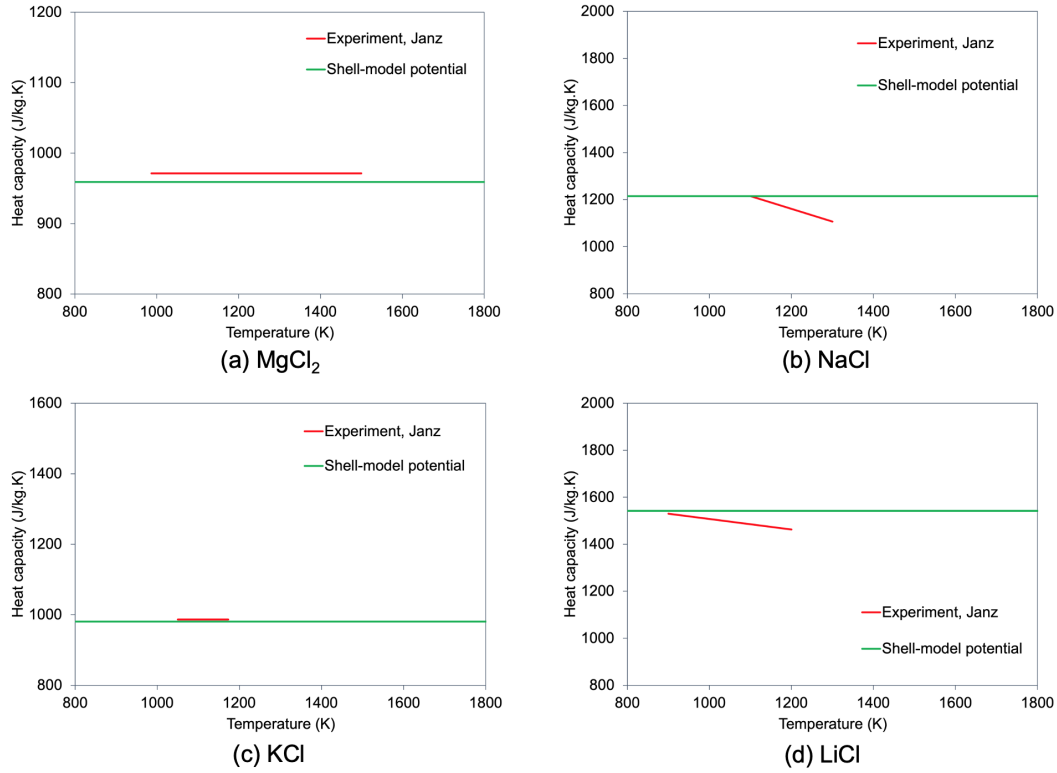 1200
1100
1000
900
800
Heat capacity (J/kg.K)
Experiment, Janz
Shell-model potential
800 1000 1200 1400 1600 1800
Temperature (K)
(a) MgCl₂
2000
1800
1600
1400
1200
1000
800
Heat capacity (J/kg.K)
Experiment, Janz
Shell-model potential
800 1000 1200 1400 1600 1800
Temperature (K)
(b) NaCl
1600
1400
1200
1000
800
Heat capacity (J/kg.K)
Experiment, Janz
Shell-model potential
800 1000 1200 1400 1600 1800
Temperature (K)
(c) KCl
2000
1800
1600
1400
1200
1000
800
Heat capacity (J/kg.K)
Experiment, Janz
Shell-model potential
800 1000 1200 1400 1600 1800
Temperature (K)
(d) LiCl